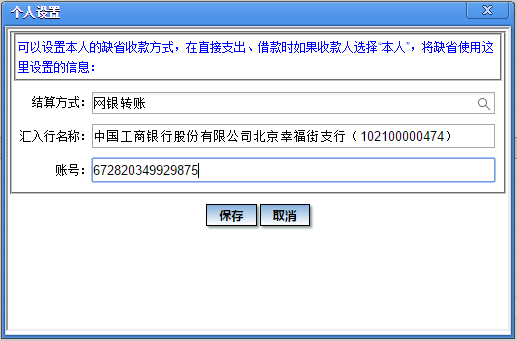 个人设置
可以设置本人的缺省收款方式，在直接支出、借款时如果收款人选择“本人”，将缺省使用这
里设置的信息：
结算方式：网银转账
汇入行名称：中国工商银行股份有限公司北京幸福街支行（102100000474）
账号：672820349929875
保存 取消